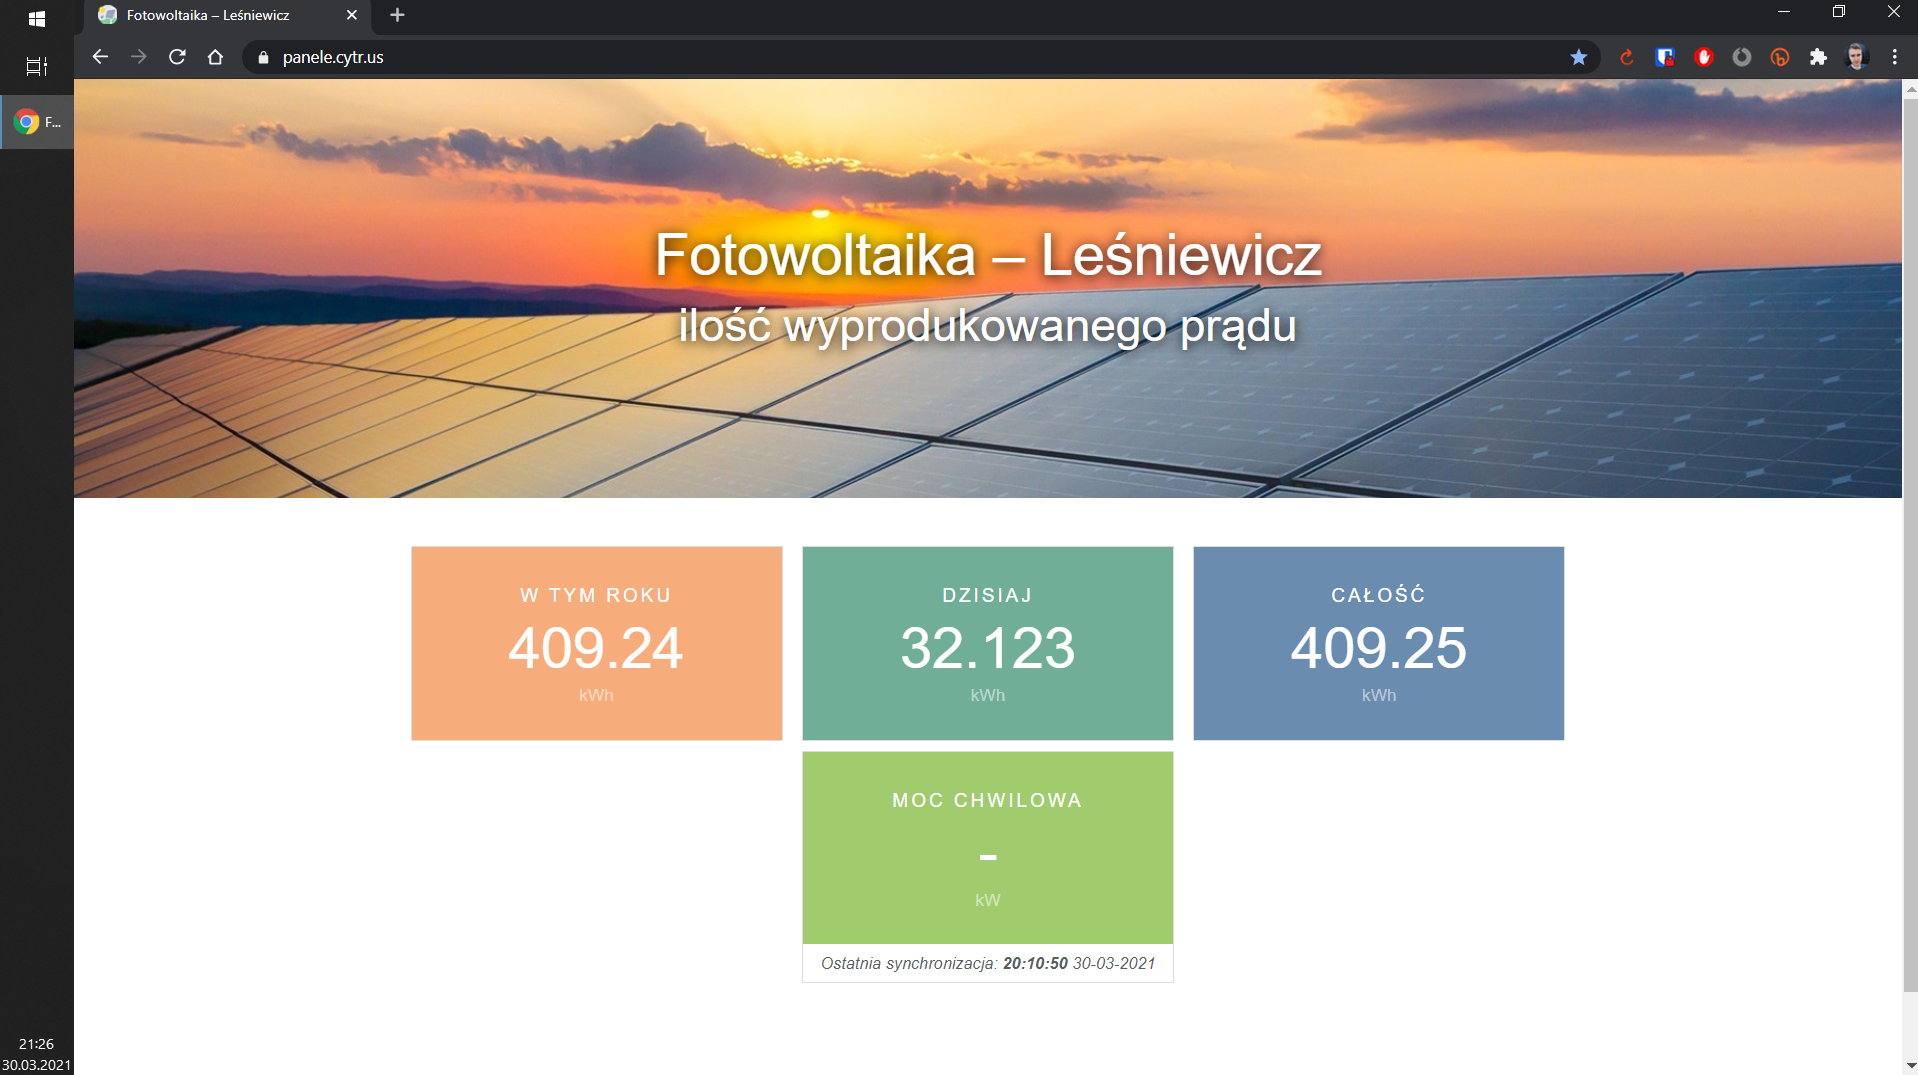 Fotowoltaika – Leśniewicz
panele.cytr.us
F...
Fotowoltaika – Leśniewicz
ilość wyprodukowanego prądu
W TYM ROKU
409.24
kWh
DZISIAJ
32.123
kWh
CAŁOŚĆ
409.25
kWh
MOC CHWILOWA
-
kW
Ostatnia synchronizacja: 20:10:50 30-03-2021
21:26
30.03.2021